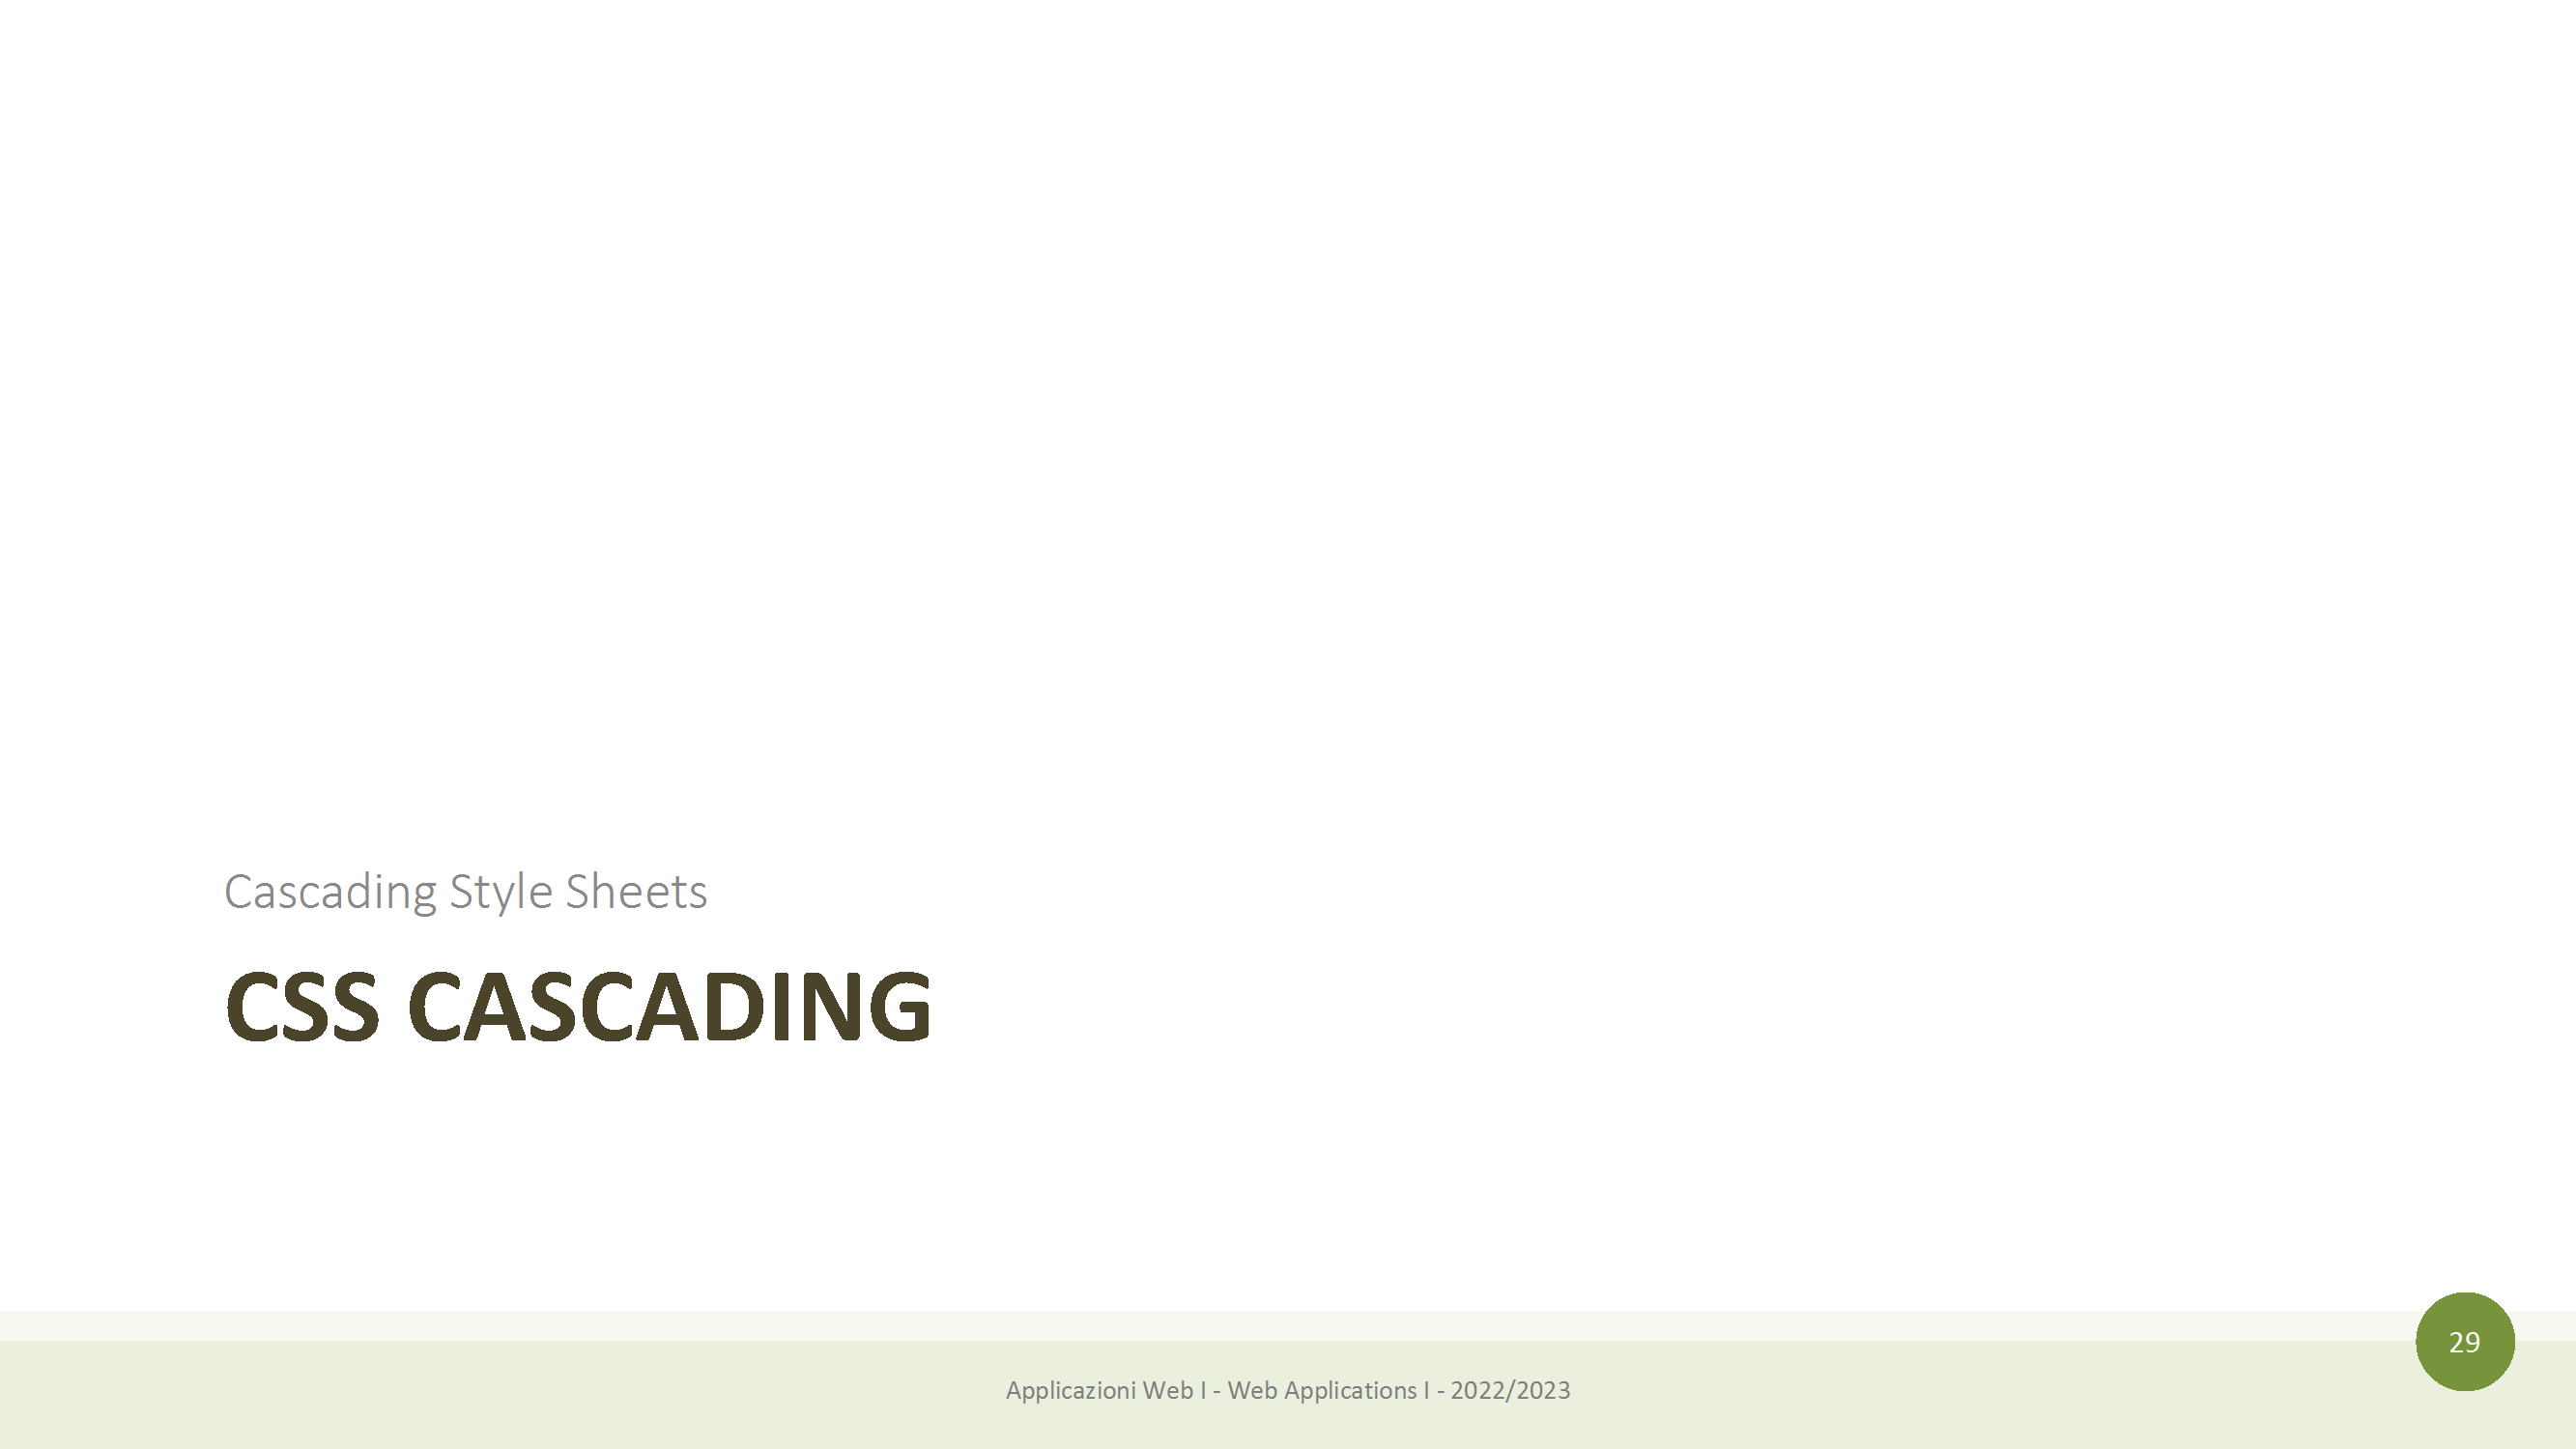 Cascading Style Sheets
CSS CASCADING
29
Applicazioni Web I - Web Applications I - 2022/2023